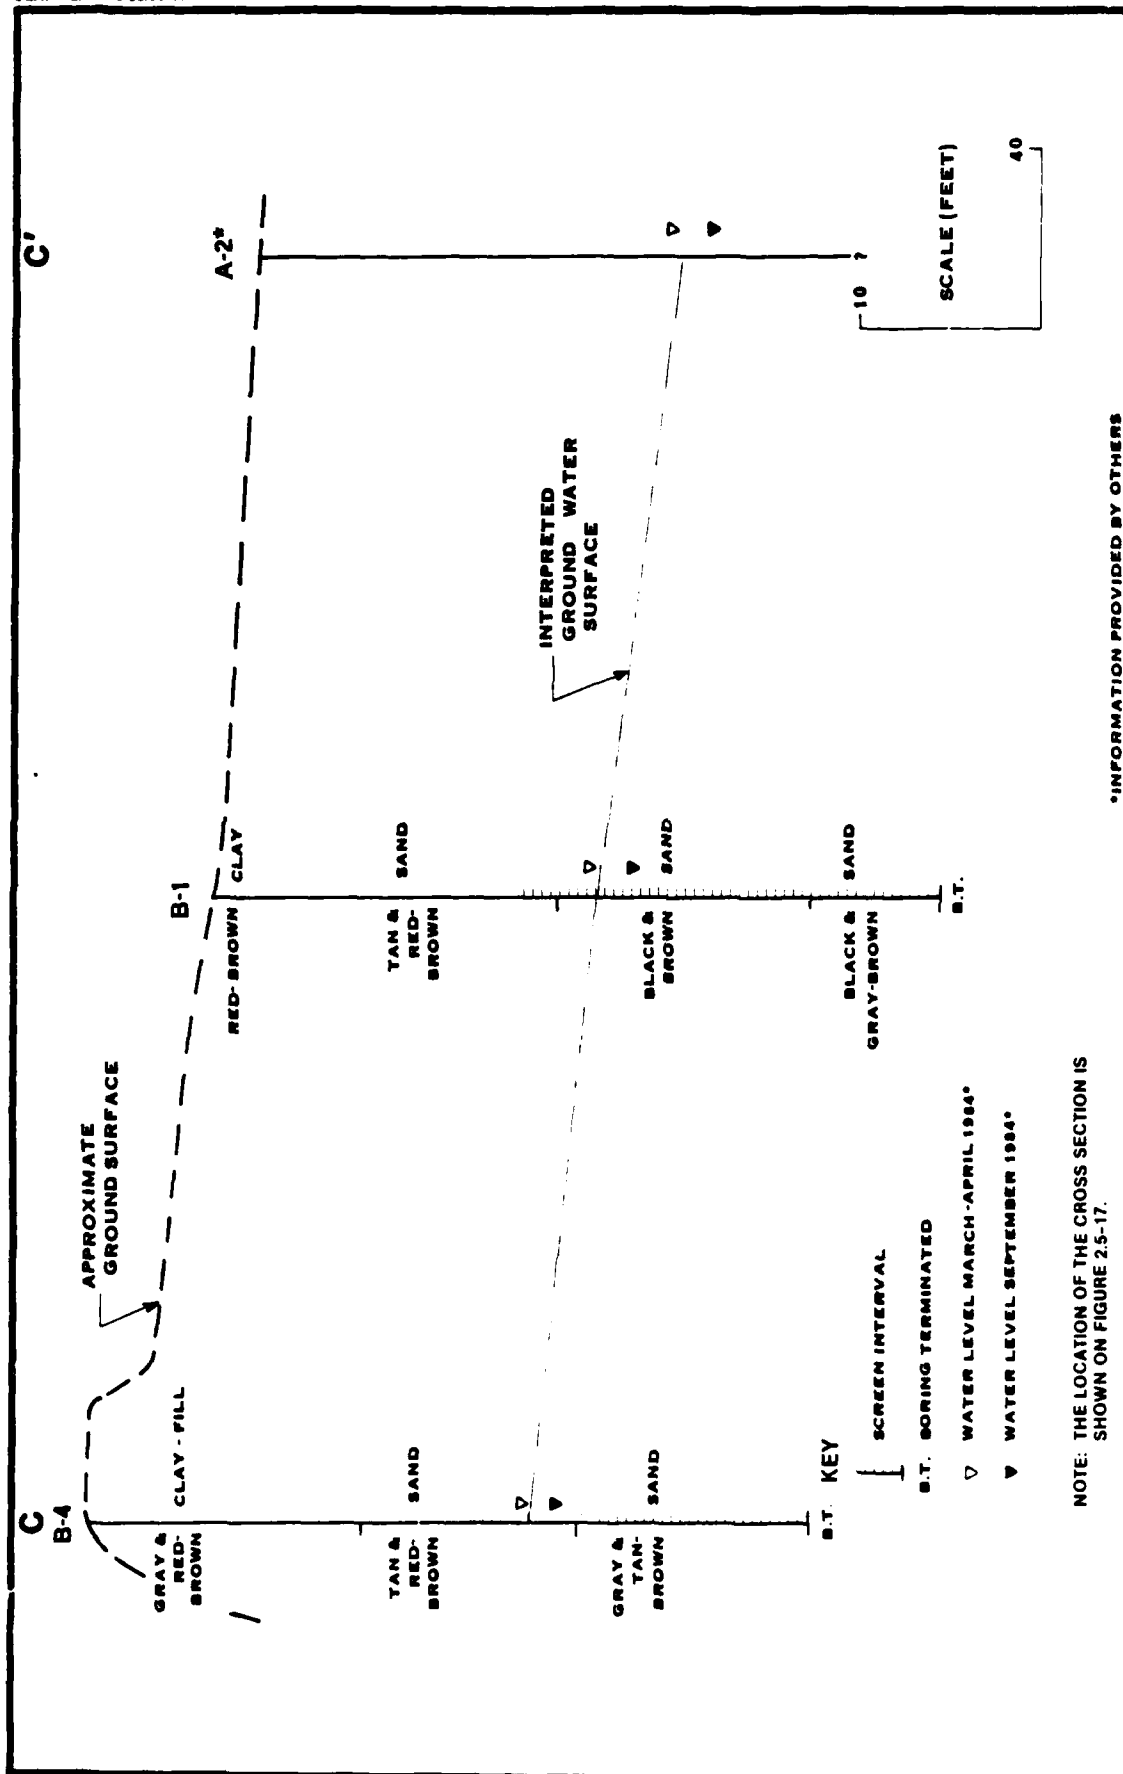 C
C'
B-4
B-1
A-2*
APPROXIMATE
GROUND SURFACE
GRAY &
RED-
BROWN
CLAY - FILL
RED-BROWN
CLAY
TAN &
RED-
BROWN
SAND
TAN &
RED-
BROWN
SAND
INTERPRETED
GROUND WATER
SURFACE
GRAY &
TAN-
BROWN
SAND
BLACK &
BROWN
SAND
BLACK &
GRAY-BROWN
SAND
B.T.
B.T.
?
10
40
SCALE (FEET)
KEY
SCREEN INTERVAL
B.T. BORING TERMINATED
WATER LEVEL MARCH-APRIL 1984*
WATER LEVEL SEPTEMBER 1984*
NOTE: THE LOCATION OF THE CROSS SECTION IS
SHOWN ON FIGURE 2.5-17.
*INFORMATION PROVIDED BY OTHERS